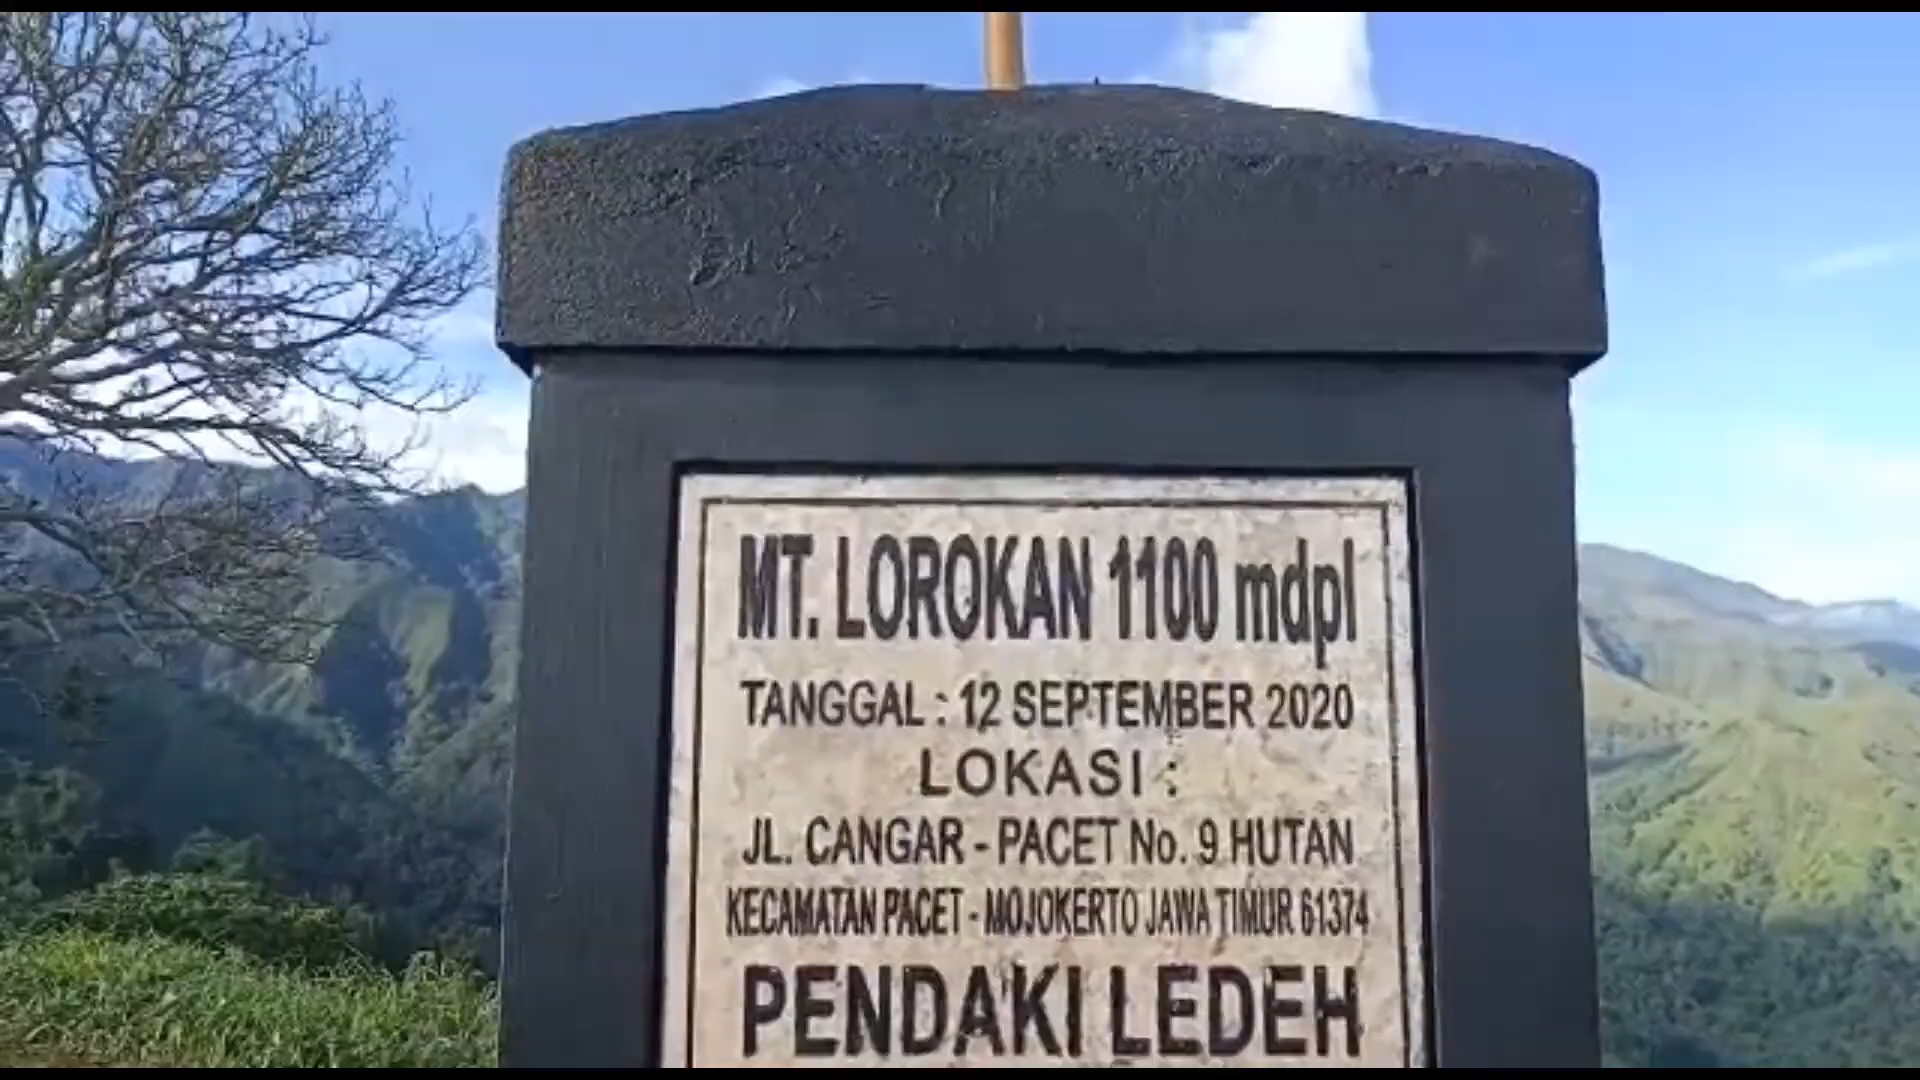 MT. LOROKAN 1100 mdpl
TANGGAL : 12 SEPTEMBER 2020
LOKASI :
JL. CANGAR - PACET No. 9 HUTAN
KECAMATAN PACET - MOJOKERTO JAWA TIMUR 61374
PENDAKI LEDEH